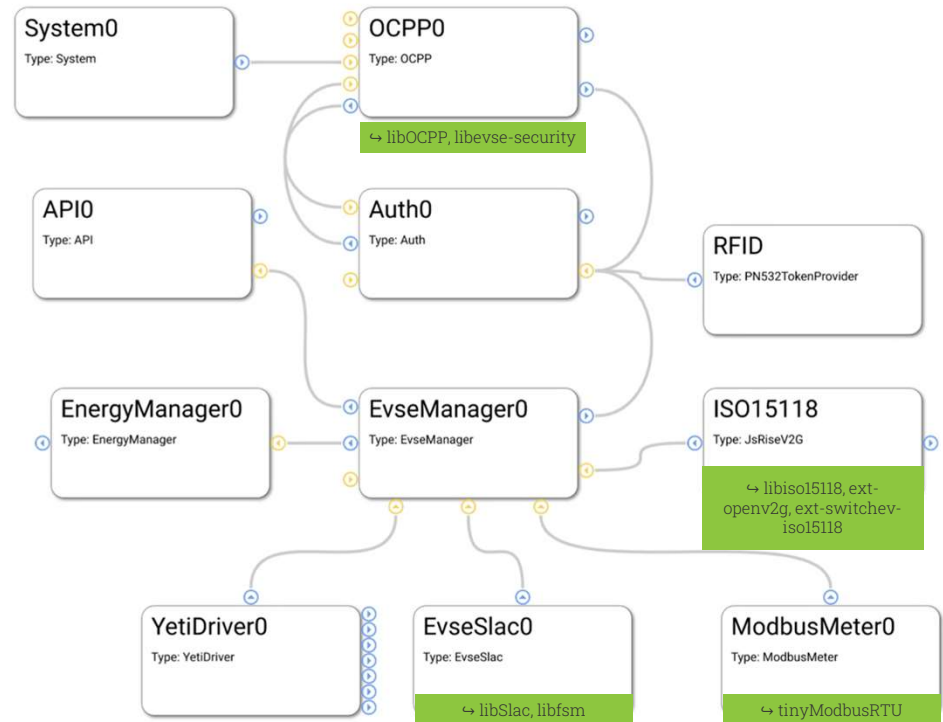 System0
Type: System
OCPP0
Type: OCPP
↪ libOCPP, libevse-security
API0
Type: API
Auth0
Type: Auth
RFID
Type: PN532TokenProvider
EnergyManager0
Type: EnergyManager
EvseManager0
Type: EvseManager
ISO15118
Type: JsRiseV2G
↪ libiso15118, ext-
openv2g, ext-switchev-
iso15118
YetiDriver0
Type: YetiDriver
EvseSlac0
Type: EvseSlac
↪ libSlac, libfsm
ModbusMeter0
Type: ModbusMeter
↪ tinyModbusRTU